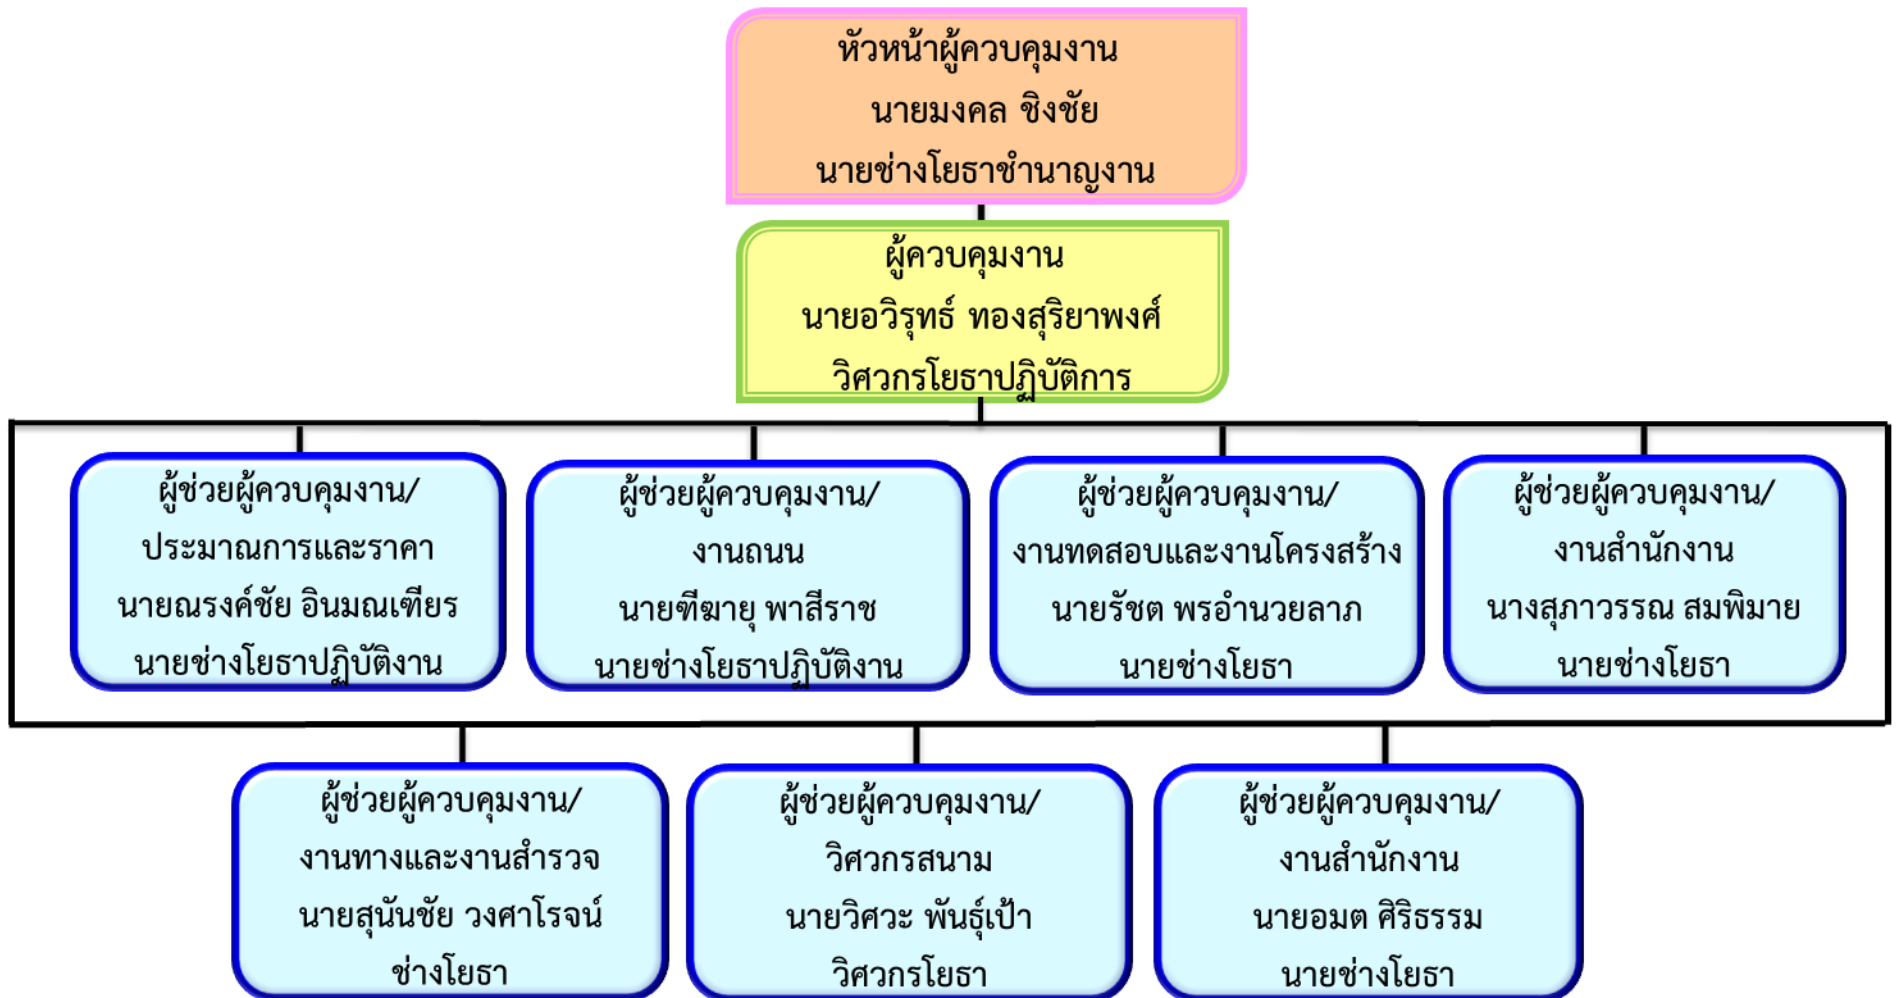 หัวหน้าผู้ควบคุมงาน
นายมงคล ชิงชัย
นายช่างโยธาชำนาญงาน
ผู้ควบคุมงาน
นายอวิรุทธ์ ทองสุริยาพงศ์
วิศวกรโยธาปฏิบัติการ
ผู้ช่วยผู้ควบคุมงาน/
ประมาณการและราคา
นายณรงค์ชัย อินมณเฑียร
นายช่างโยธาปฏิบัติงาน
ผู้ช่วยผู้ควบคุมงาน/
งานถนน
นายฑีฆายุ พาสีราช
นายช่างโยธาปฏิบัติงาน
ผู้ช่วยผู้ควบคุมงาน/
งานทดสอบและงานโครงสร้าง
นายรัชต พรอำนวยลาภ
นายช่างโยธา
ผู้ช่วยผู้ควบคุมงาน/
งานสำนักงาน
นางสุภาวรรณ สมพิมาย
นายช่างโยธา
ผู้ช่วยผู้ควบคุมงาน/
งานทางและงานสำรวจ
นายสุนันชัย วงศาโรจน์
ช่างโยธา
ผู้ช่วยผู้ควบคุมงาน/
วิศวกรสนาม
นายวิศวะ พันธุ์เป้า
วิศวกรโยธา
ผู้ช่วยผู้ควบคุมงาน/
งานสำนักงาน
นายอมต ศิริธรรม
นายช่างโยธา